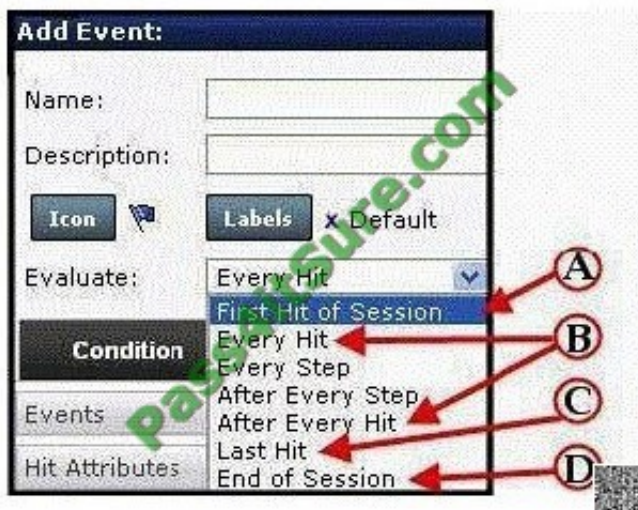 Add Event:
Name:
Description:
Icon Labels x Default
Evaluate: Every Hit
First Hit of Session A
Every Hit B
Every Step
Condition
After Every Step
After Every Hit
Events
Last Hit C
End of Session D
Hit Attributes
Pass4itSure.com